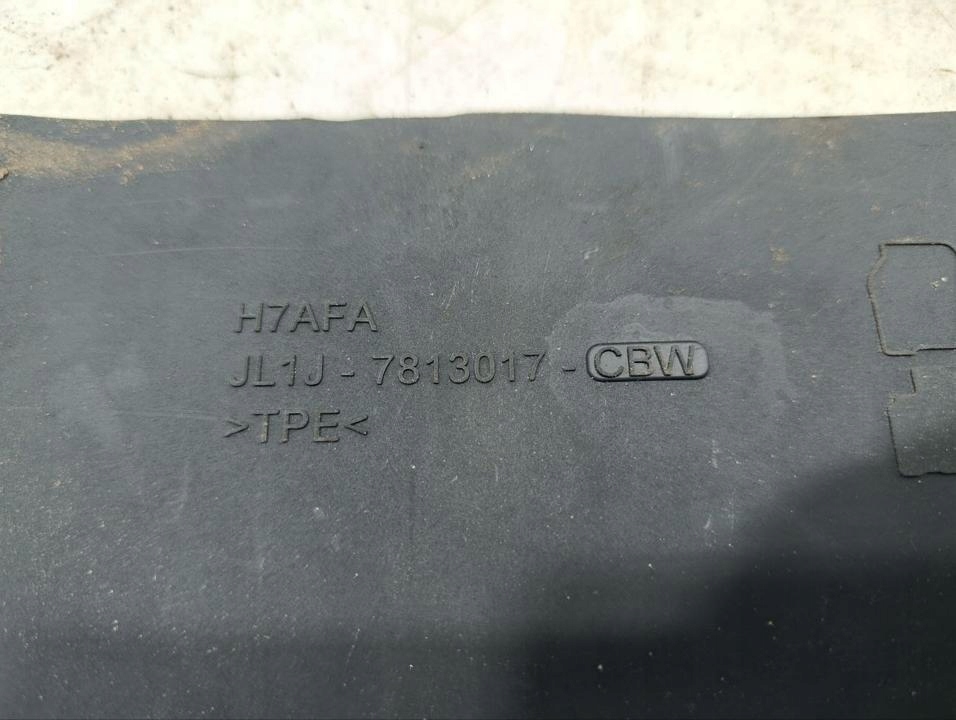 H7AFA
JL1J - 7813017 - CBW
>TPE<